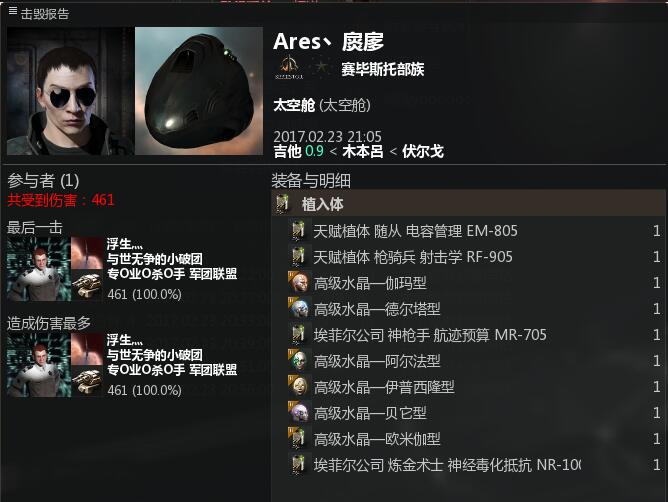 击毁报告
Ares丶扊扅
赛毕斯托部族
太空舱 (太空舱)
2017.02.23 21:05
吉他 0.9 < 木本吕 < 伏尔戈
参与者 (1)
共受到伤害：461
最后一击
浮生灬
与世无争的小破团
专O业O杀O手 军团联盟
461 (100.0%)
造成伤害最多
浮生灬
与世无争的小破团
专O业O杀O手 军团联盟
461 (100.0%)
装备与明细
植入体
天赋植体 随从 电容管理 EM-805 1
天赋植体 枪骑兵 射击学 RF-905 1
高级水晶—伽玛型 1
高级水晶—德尔塔型 1
埃菲尔公司 神枪手 航迹预算 MR-705 1
高级水晶—阿尔法型 1
高级水晶—伊普西隆型 1
高级水晶—贝它型 1
高级水晶—欧米伽型 1
埃菲尔公司 炼金术士 神经毒化抵抗 NR-100 1